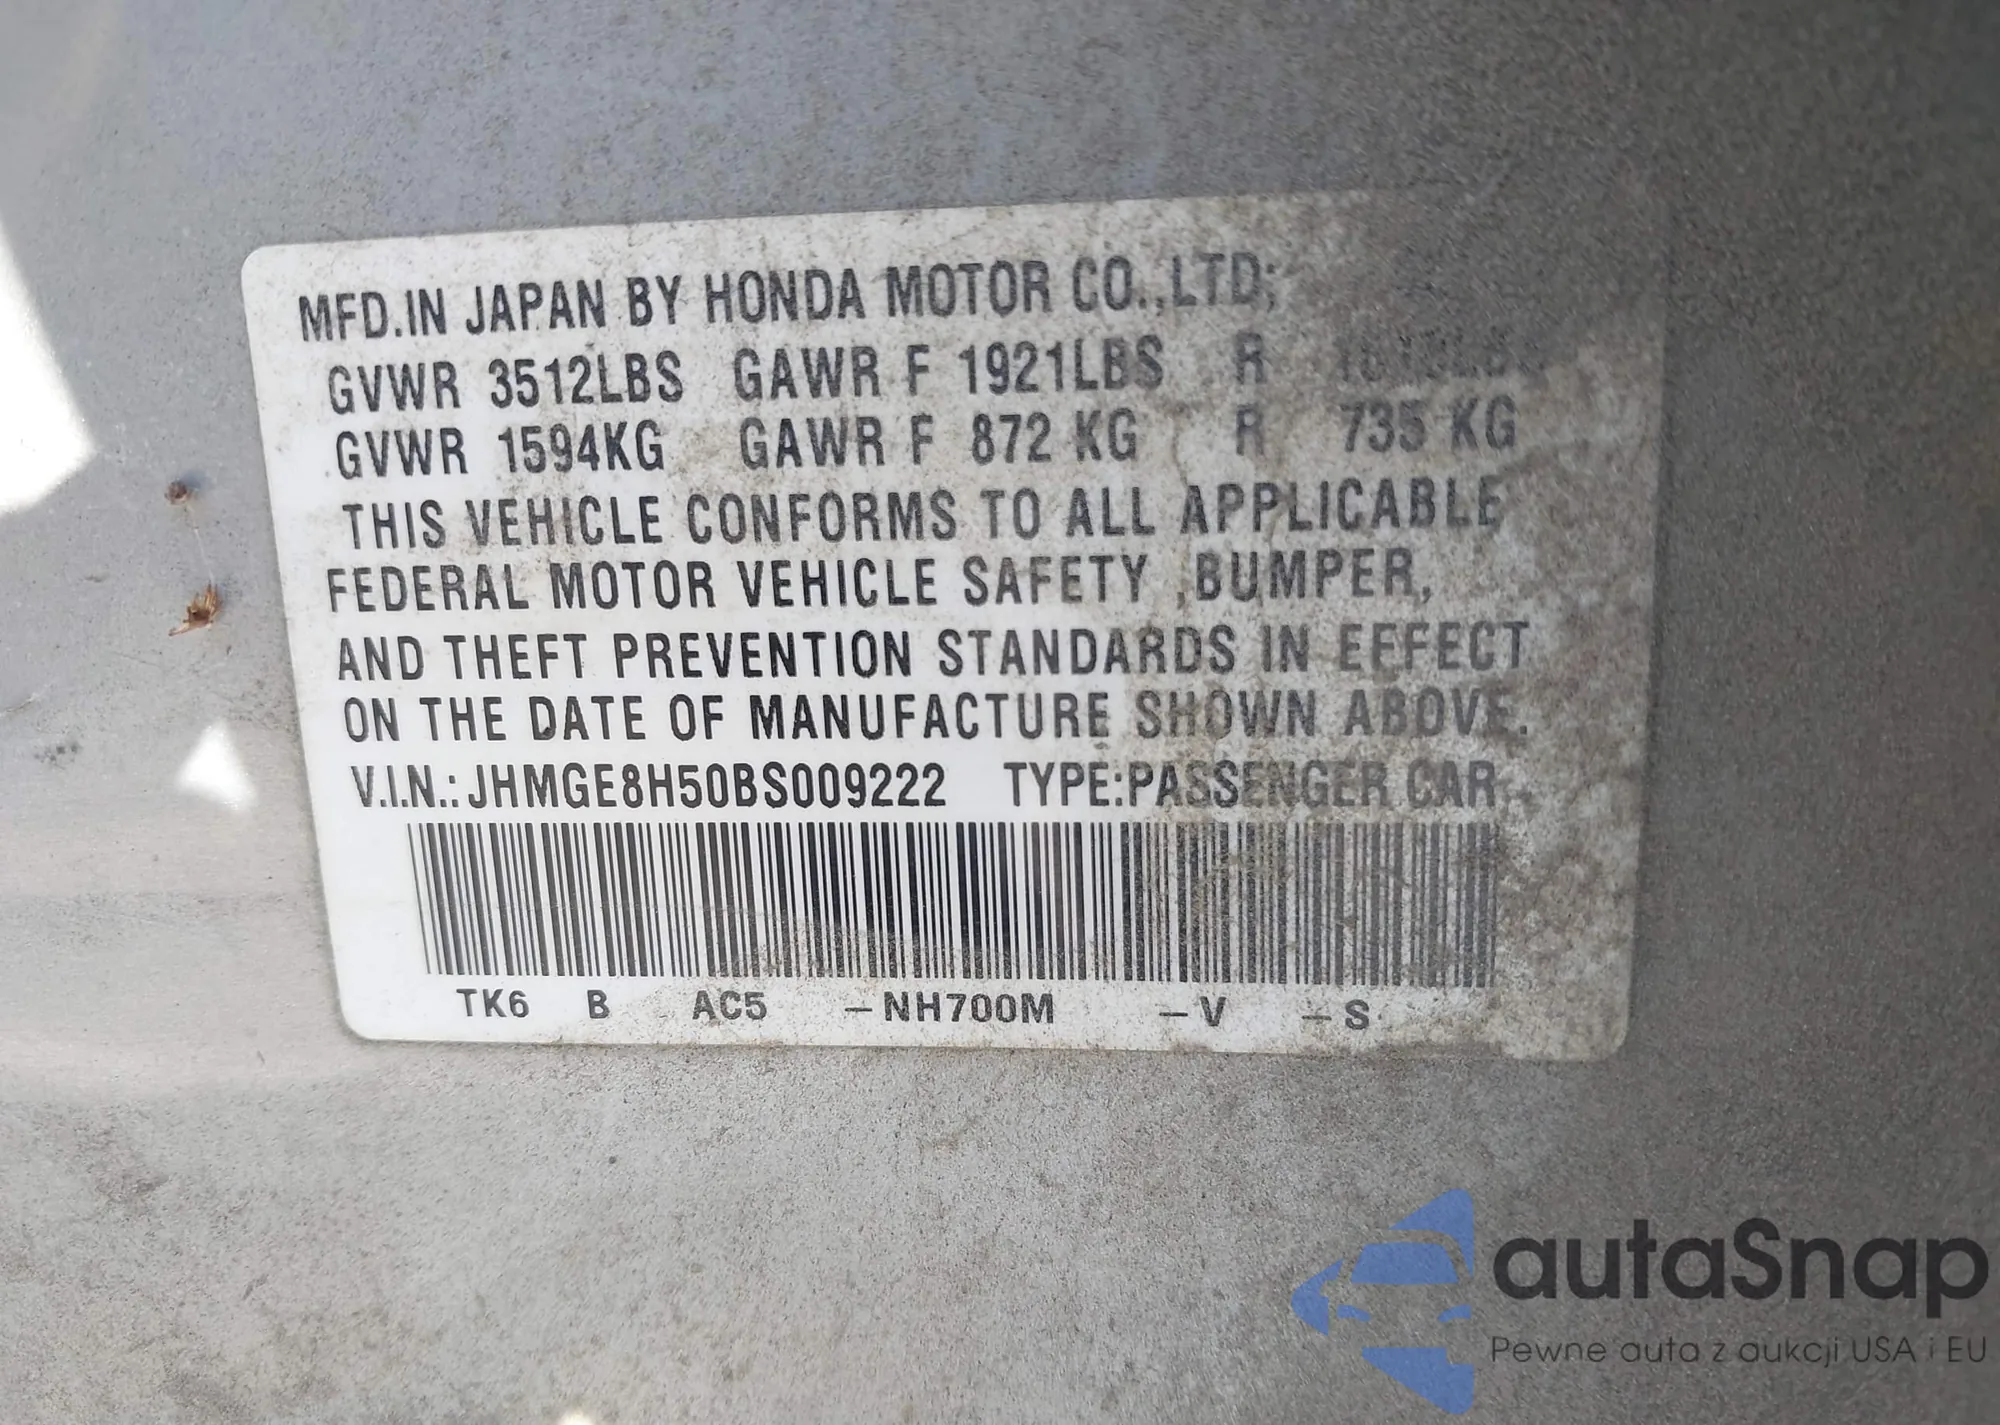 MFD.IN JAPAN BY HONDA MOTOR CO.,LTD;
GVWR 3512LBS GAWR F 1921LBS R
GVWR 1594KG GAWR F 872 KG R 735 KG
THIS VEHICLE CONFORMS TO ALL APPLICABLE
FEDERAL MOTOR VEHICLE SAFETY ,BUMPER,
AND THEFT PREVENTION STANDARDS IN EFFECT
ON THE DATE OF MANUFACTURE SHOWN ABOVE.
V.I.N.: JHMGE8H50BS009222 TYPE:PASSENGER CAR
TK6 B AC5 –NH700M –V –S
autaSnap
Pewne auta z aukcji USA i EU